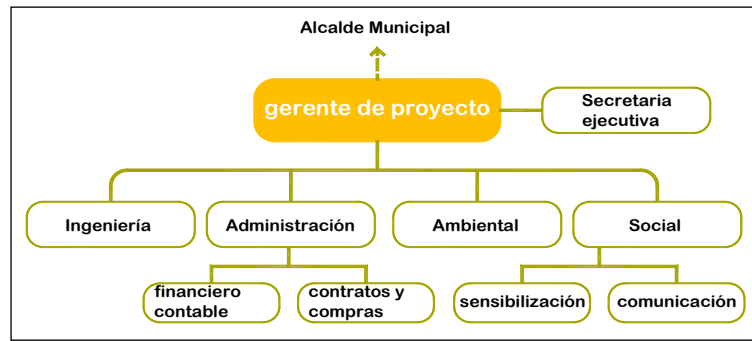 Alcalde Municipal
gerente de proyecto
Secretaria
ejecutiva
Ingeniería
Administración
Ambiental
Social
financiero
contable
contratos y
compras
sensibilización
comunicación